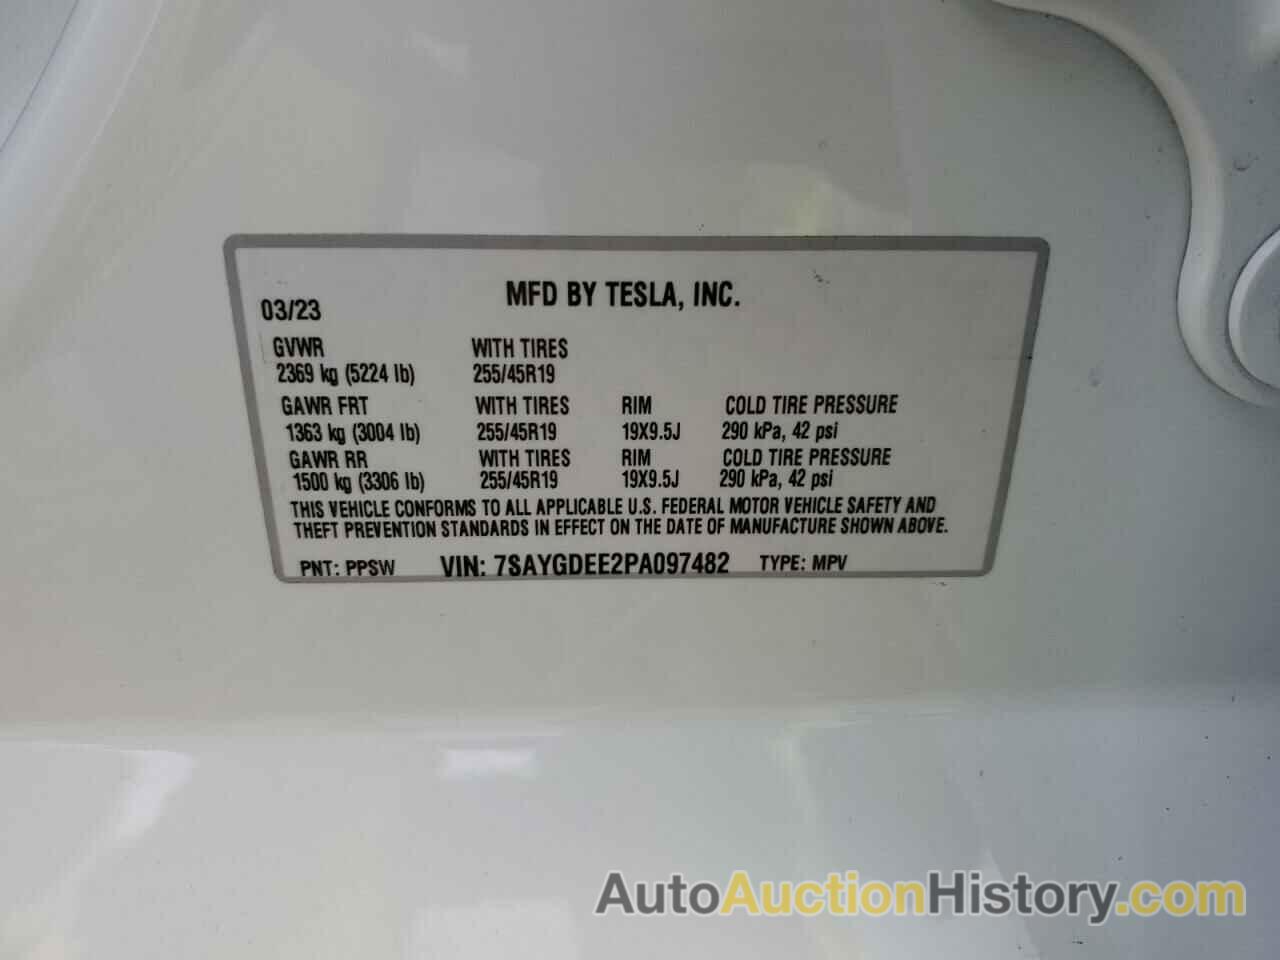 MFD BY TESLA, INC.
03/23
GVWR WITH TIRES
2369 kg (5224 lb) 255/45R19
GAWR FRT WITH TIRES RIM COLD TIRE PRESSURE
1363 kg (3004 lb) 255/45R19 19X9.5J 290 kPa, 42 psi
GAWR RR WITH TIRES RIM COLD TIRE PRESSURE
1500 kg (3306 lb) 255/45R19 19X9.5J 290 kPa, 42 psi
THIS VEHICLE CONFORMS TO ALL APPLICABLE U.S. FEDERAL MOTOR VEHICLE SAFETY AND
THEFT PREVENTION STANDARDS IN EFFECT ON THE DATE OF MANUFACTURE SHOWN ABOVE.
PNT: PPSW VIN: 7SAYGDEE2PA097482 TYPE: MPV
AutoAuctionHistory.com